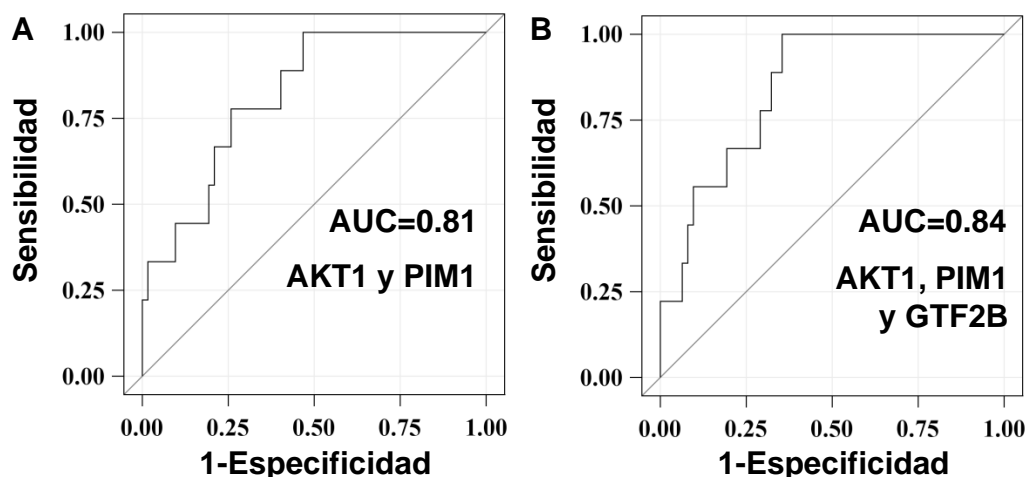 A
1.00
0.75
0.50
0.25
0.00
Sensibilidad
AUC=0.81
AKT1 y PIM1
0.00 0.25 0.50 0.75 1.00
1-Especificidad
B
1.00
0.75
0.50
0.25
0.00
Sensibilidad
AUC=0.84
AKT1, PIM1
y GTF2B
0.00 0.25 0.50 0.75 1.00
1-Especificidad